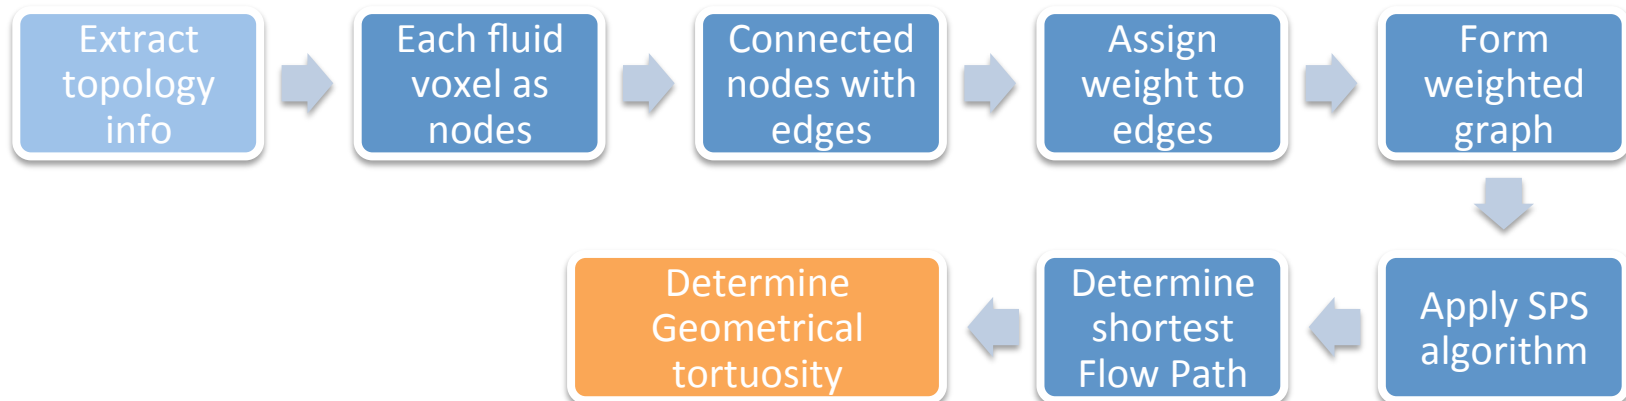 Extract
topology
info
Each fluid
voxel as
nodes
Connected
nodes with
edges
Assign
weight to
edges
Form
weighted
graph
Apply SPS
algorithm
Determine
shortest
Flow Path
Determine
Geometrical
tortuosity